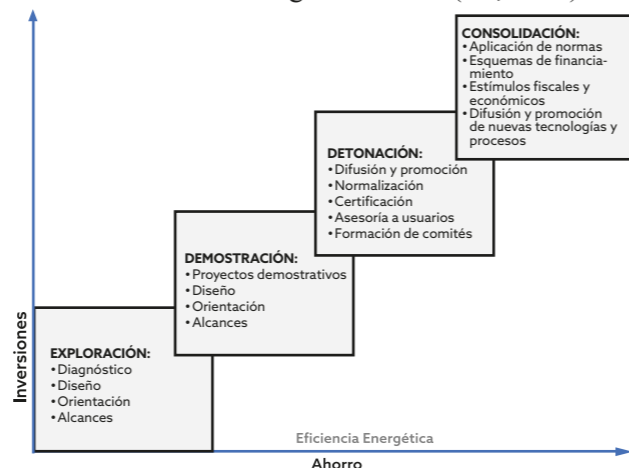 CONSOLIDACIÓN:
•Aplicación de normas
•Esquemas de financia-
miento
•Estímulos fiscales y
económicos
•Difusión y promoción
de nuevas tecnologías y
procesos
DETONACIÓN:
•Difusión y promoción
•Normalización
•Certificación
•Asesoría a usuarios
•Formación de comités
DEMOSTRACIÓN:
•Proyectos demostrativos
•Diseño
•Orientación
•Alcances
EXPLORACIÓN:
•Diagnóstico
•Diseño
•Orientación
•Alcances
Inversiones
Eficiencia Energética
Ahorro